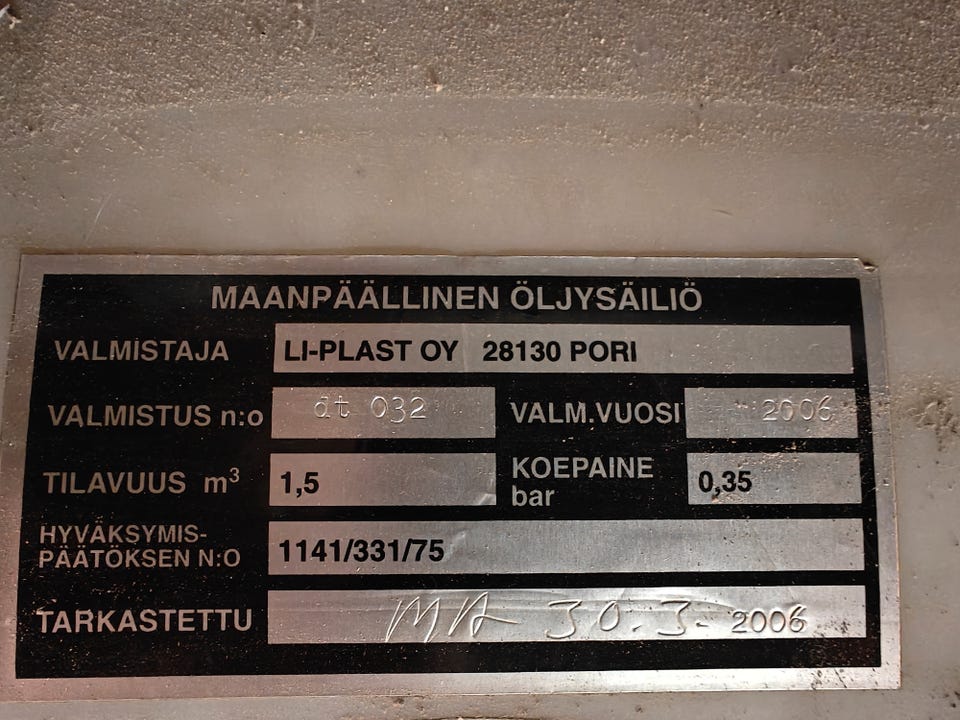 MAANPÄÄLLINEN ÖLJYSÄILIÖ
VALMISTAJA LI-PLAST OY 28130 PORI
VALMISTUS n:o dt 032 VALM.VUOSI 2006
TILAVUUS m³ 1,5 KOEPAINE bar 0,35
HYVÄKSYMIS-
PÄÄTÖKSEN N:O 1141/331/75
TARKASTETTU MA 30.3. 2006